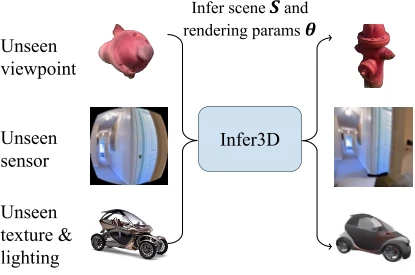 Infer scene S and
rendering params θ
Unseen
viewpoint
Unseen
sensor
Infer3D
Unseen
texture &
lighting